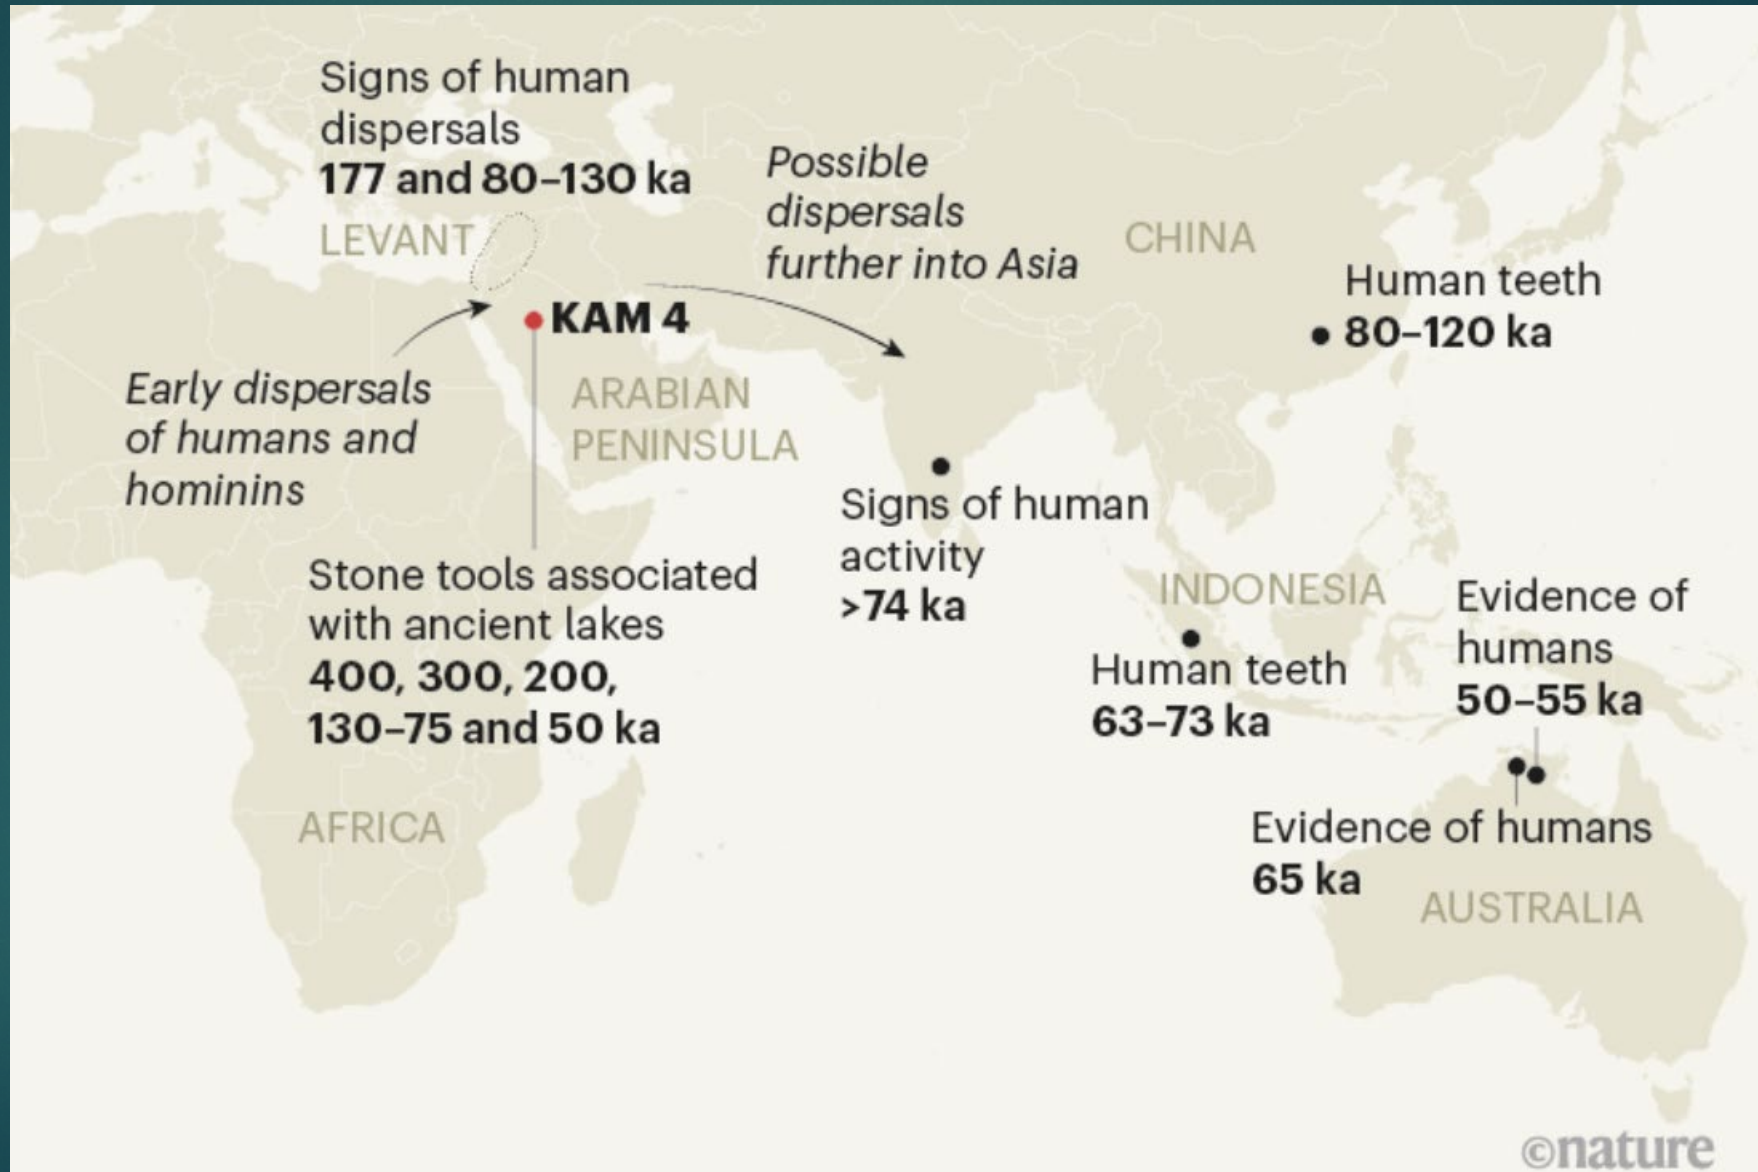 Signs of human
dispersals
177 and 80–130 ka
LEVANT
Possible
dispersals
further into Asia
CHINA
Human teeth
80–120 ka
KAM 4
Early dispersals
of humans and
hominins
ARABIAN
PENINSULA
Signs of human
activity
>74 ka
Stone tools associated
with ancient lakes
400, 300, 200,
130–75 and 50 ka
INDONESIA
Human teeth
63–73 ka
Evidence of
humans
50–55 ka
Evidence of humans
65 ka
AFRICA
AUSTRALIA
©nature